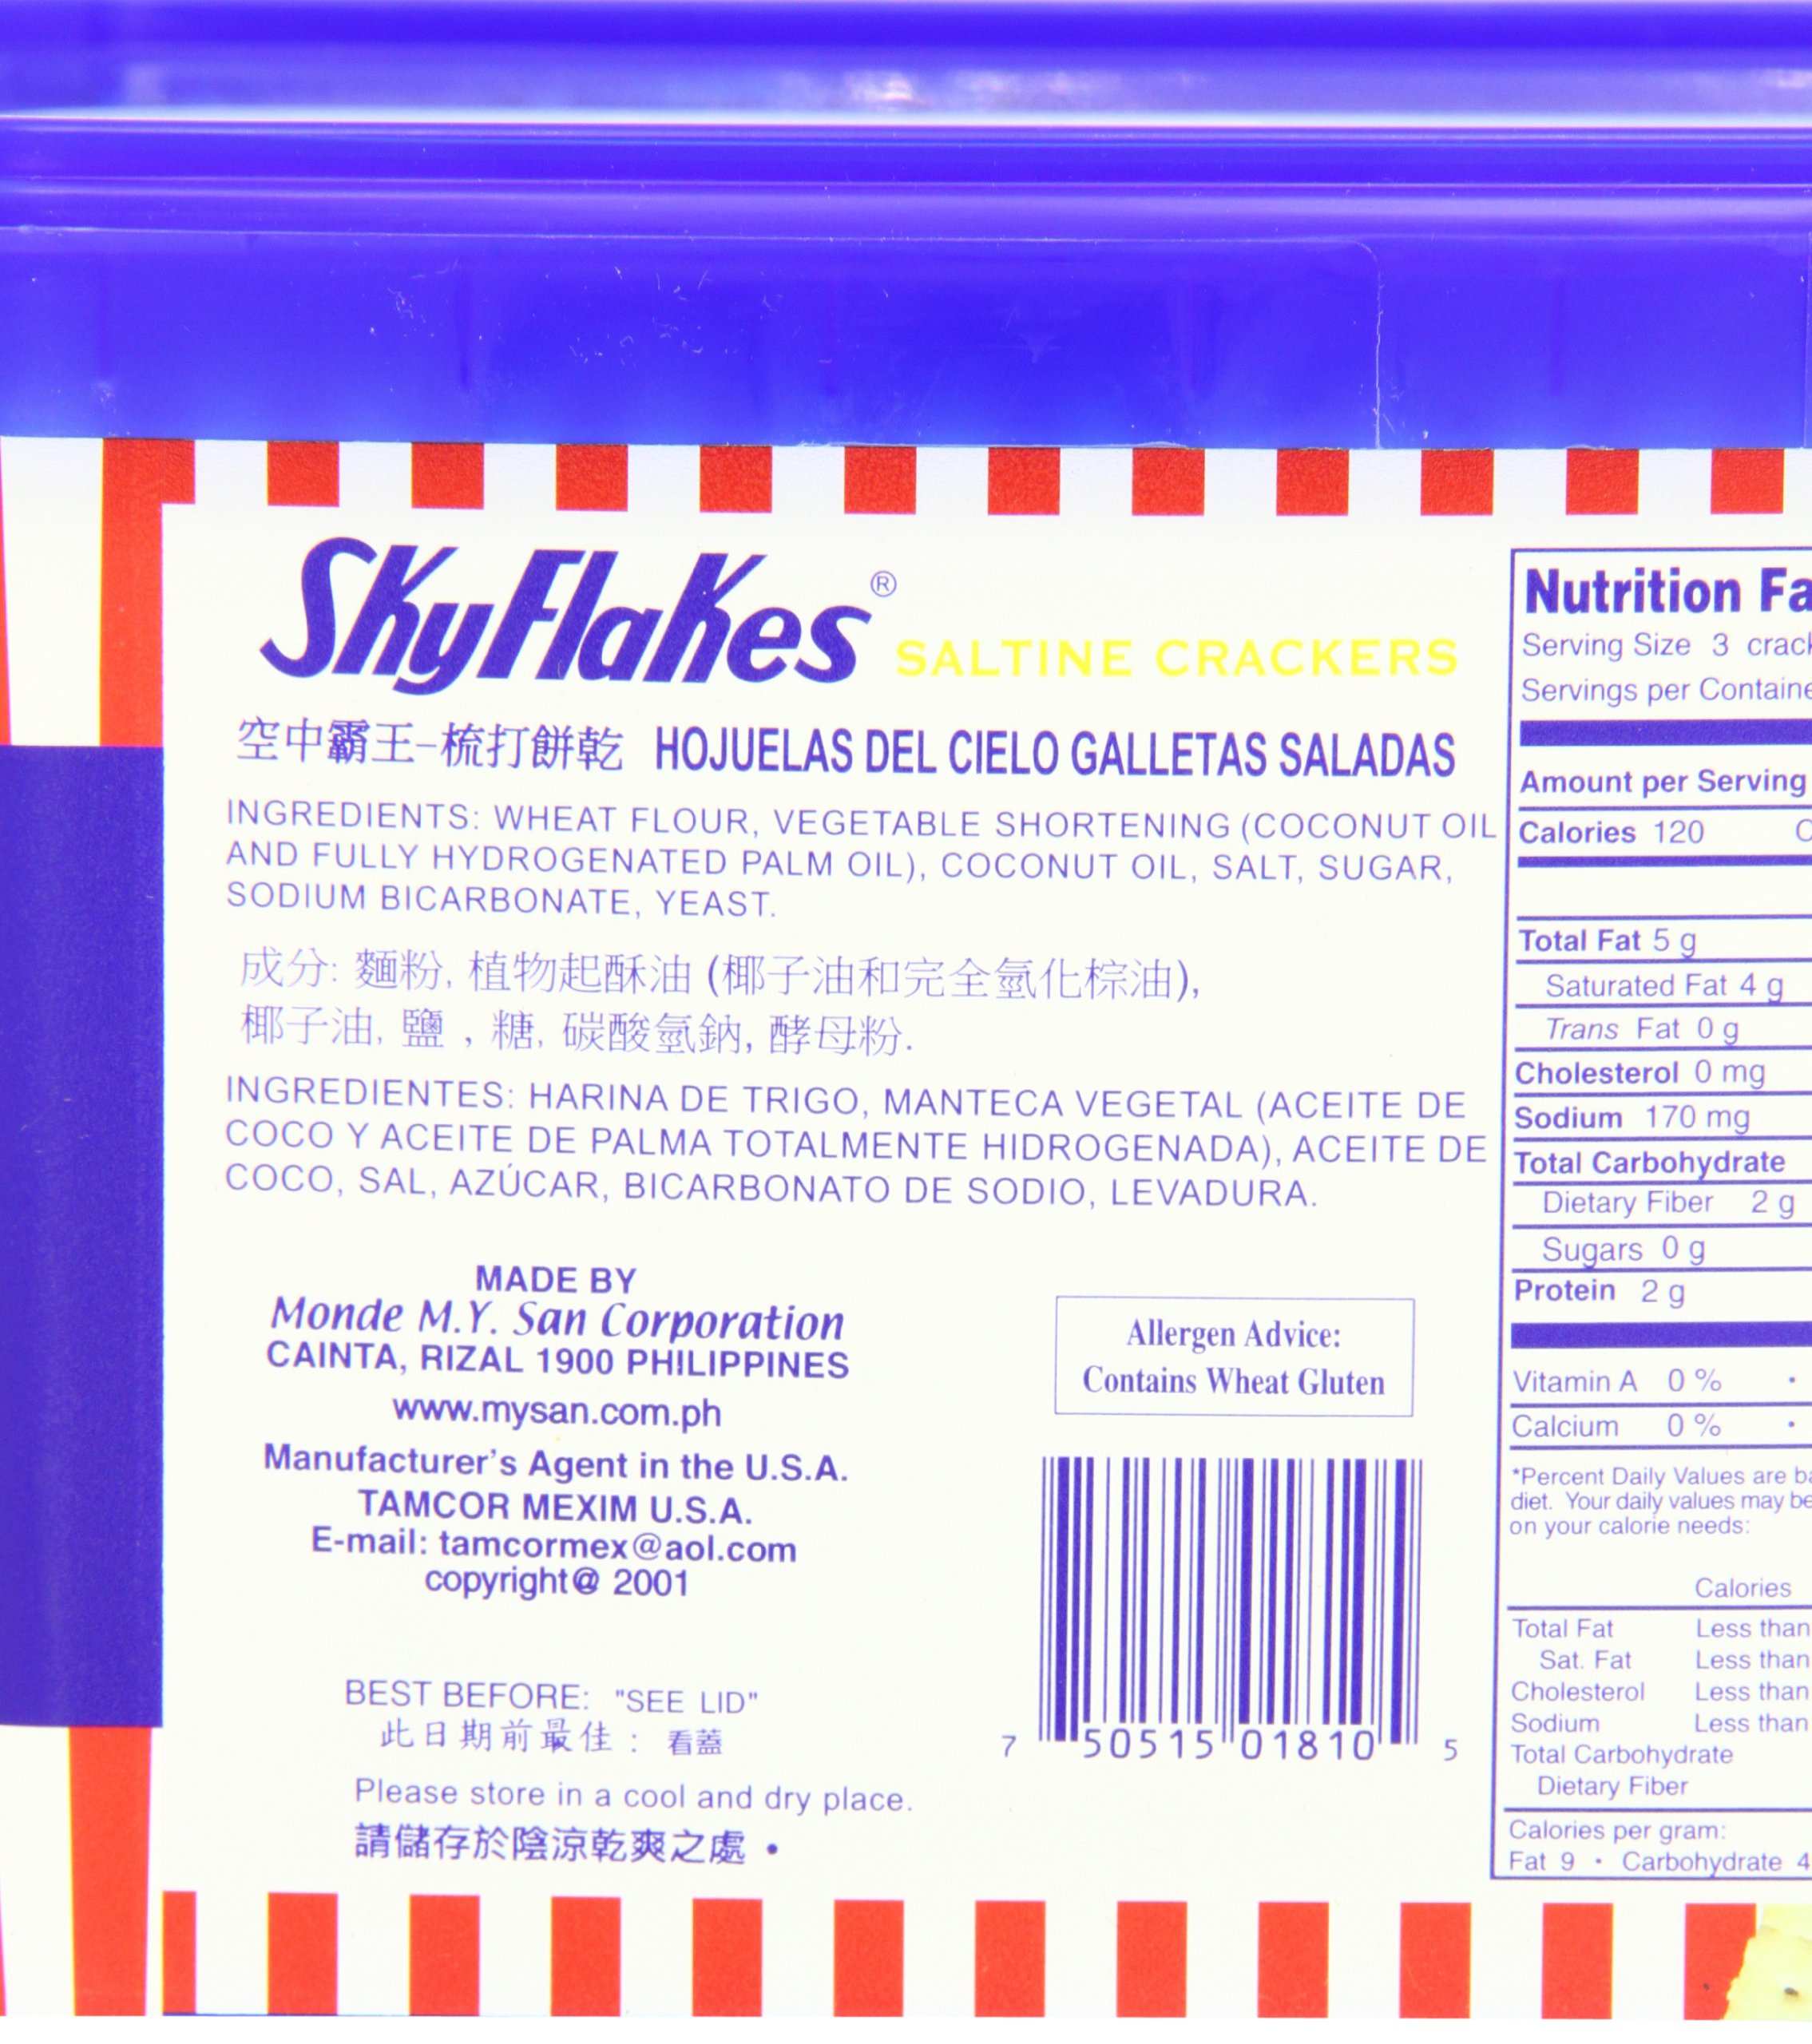 SkyFlakes® SALTINE CRACKERS
空中霸王-梳打餅乾 HOJUELAS DEL CIELO GALLETAS SALADAS
INGREDIENTS: WHEAT FLOUR, VEGETABLE SHORTENING (COCONUT OIL
AND FULLY HYDROGENATED PALM OIL), COCONUT OIL, SALT, SUGAR,
SODIUM BICARBONATE, YEAST.
成分: 麵粉, 植物起酥油 (椰子油和完全氫化棕油),
椰子油, 鹽 , 糖, 碳酸氫鈉, 酵母粉.
INGREDIENTES: HARINA DE TRIGO, MANTECA VEGETAL (ACEITE DE
COCO Y ACEITE DE PALMA TOTALMENTE HIDROGENADA), ACEITE DE
COCO, SAL, AZÚCAR, BICARBONATO DE SODIO, LEVADURA.
MADE BY
Monde M.Y. San Corporation
CAINTA, RIZAL 1900 PHILIPPINES
www.mysan.com.ph
Manufacturer's Agent in the U.S.A.
TAMCOR MEXIM U.S.A.
E-mail: tamcormex@aol.com
copyright@ 2001
BEST BEFORE: "SEE LID"
此日期前最佳 : 看蓋
Please store in a cool and dry place.
請儲存於陰涼乾爽之處 •
Allergen Advice:
Contains Wheat Gluten
7 50515 01810 5
Nutrition
Serving Size 3
Servings per
Amount per Serving
Calories 120
Total Fat 5 g
Saturated Fat 4 g
Trans Fat 0 g
Cholesterol 0 mg
Sodium 170 mg
Total Carbohydrate
Dietary Fiber 2 g
Sugars 0 g
Protein 2 g
Vitamin A 0 % •
Calcium 0 % •
*Percent Daily Values are
diet. Your daily values may
on your calorie needs:
Calories
Total Fat Less than
Sat. Fat Less than
Cholesterol Less than
Sodium Less than
Total Carbohydrate
Dietary Fiber
Calories per gram:
Fat 9 • Carbohydrate 4